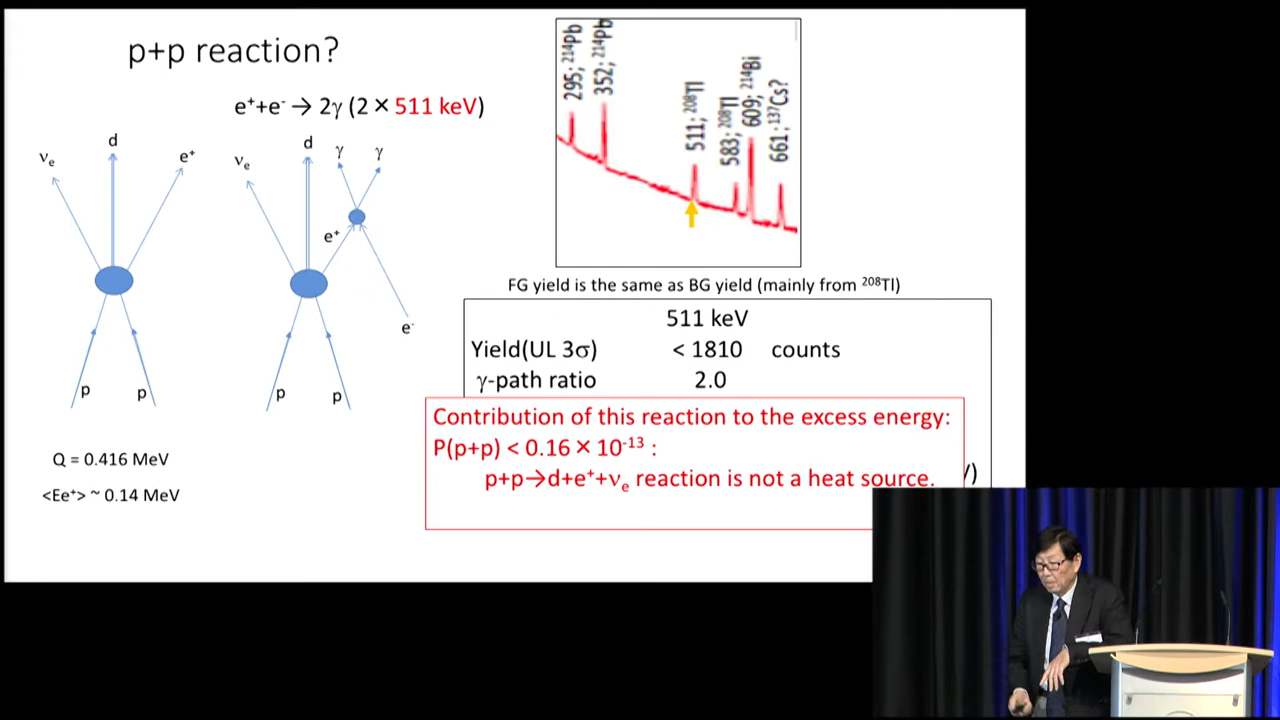 p+p reaction?
e⁺+e⁻ → 2γ (2 × 511 keV)
νₑ
d
e⁺
p
p
νₑ
d
γ
γ
e⁺
e⁻
p
p
Q = 0.416 MeV
<Ee⁺> ~ 0.14 MeV
295; ²¹⁴Pb
352; ²¹⁴Pb
511; ²⁰⁸Tl
583; ²⁰⁸Tl
609; ²¹⁴Bi
661; ¹³⁷Cs?
FG yield is the same as BG yield (mainly from ²⁰⁸Tl)
511 keV
Yield(UL 3σ) < 1810 counts
γ-path ratio 2.0
Contribution of this reaction to the excess energy:
P(p+p) < 0.16 × 10⁻¹³ :
p+p→d+e⁺+νₑ reaction is not a heat source.